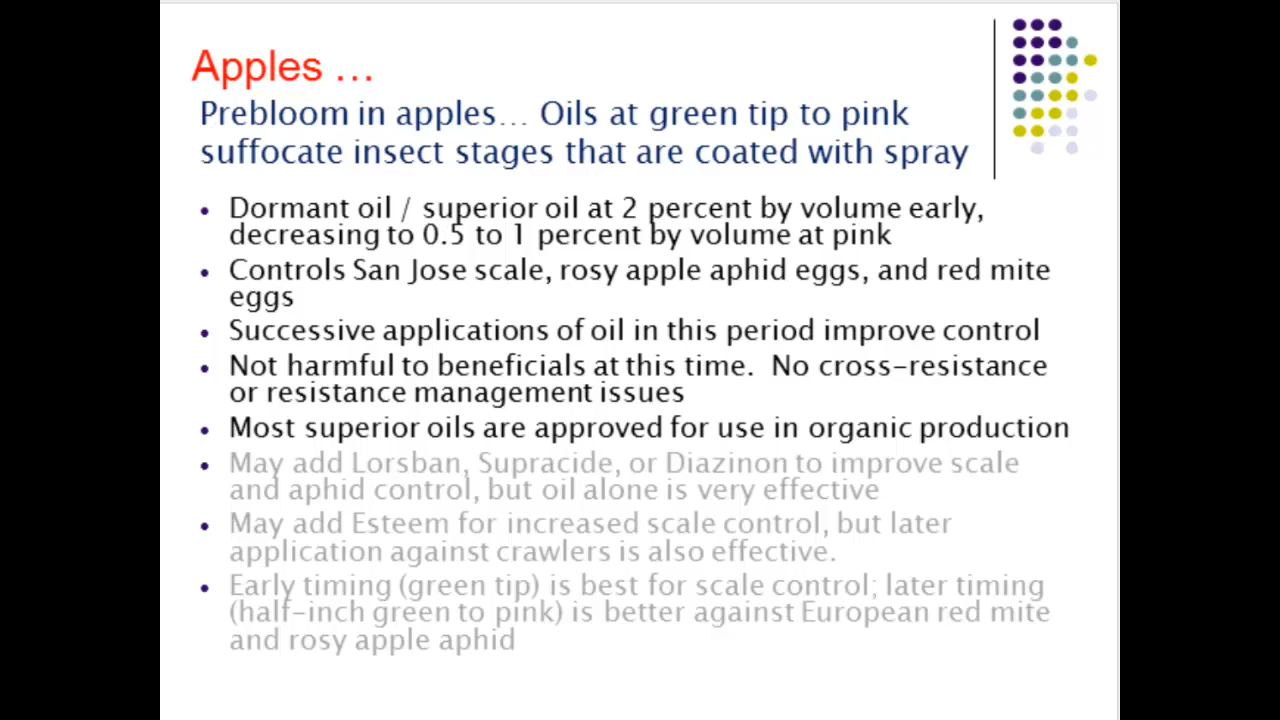 Apples ...
Prebloom in apples... Oils at green tip to pink
suffocate insect stages that are coated with spray
• Dormant oil / superior oil at 2 percent by volume early,
decreasing to 0.5 to 1 percent by volume at pink
• Controls San Jose scale, rosy apple aphid eggs, and red mite
eggs
• Successive applications of oil in this period improve control
• Not harmful to beneficials at this time.  No cross-resistance
or resistance management issues
• Most superior oils are approved for use in organic production
• May add Lorsban, Supracide, or Diazinon to improve scale
and aphid control, but oil alone is very effective
• May add Esteem for increased scale control, but later
application against crawlers is also effective.
• Early timing (green tip) is best for scale control; later timing
(half-inch green to pink) is better against European red mite
and rosy apple aphid